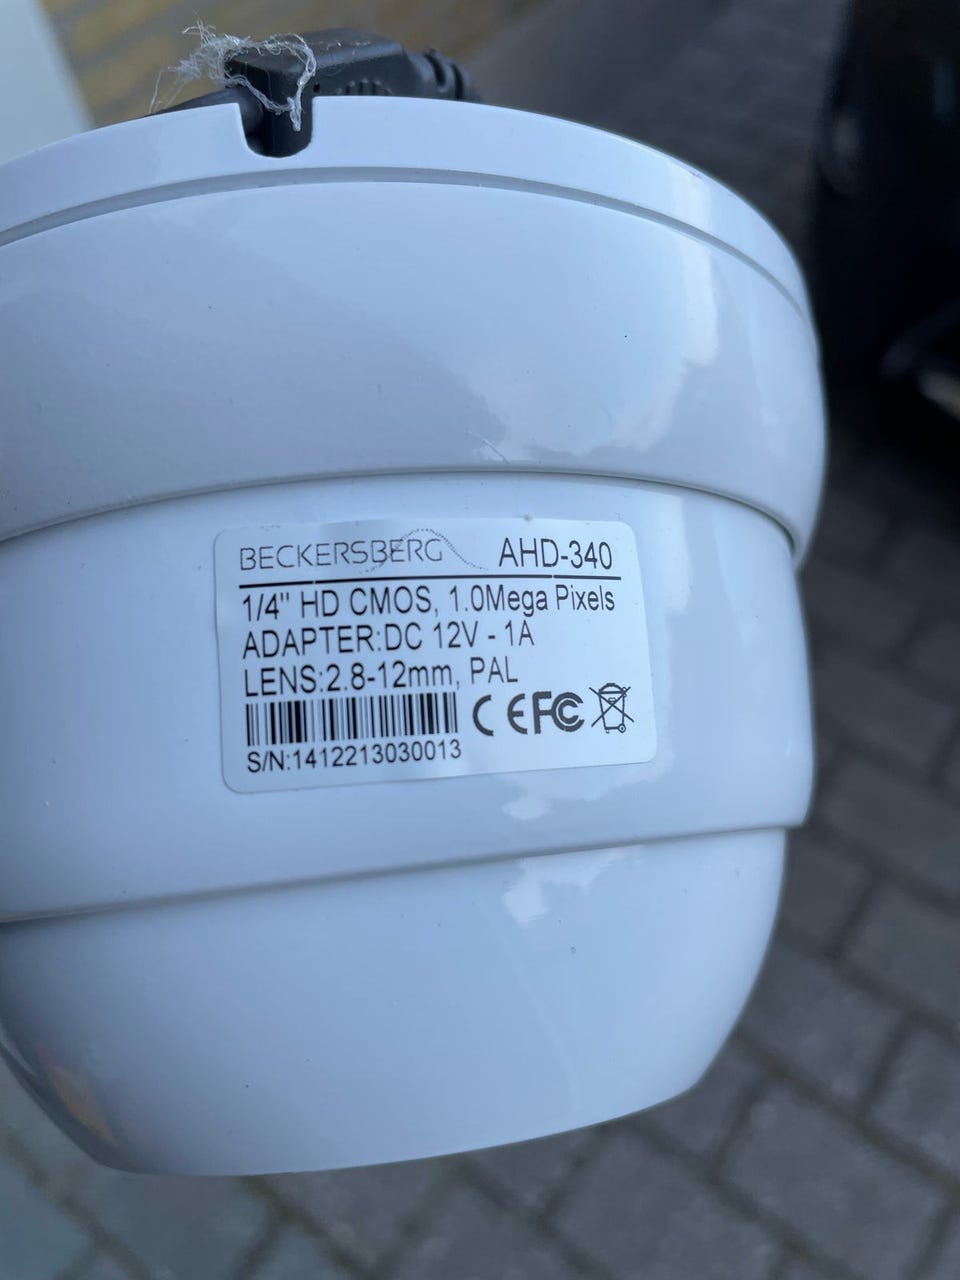 BECKERSBERG AHD-340
1/4" HD CMOS, 1.0Mega Pixels
ADAPTER:DC 12V - 1A
LENS:2.8-12mm, PAL
CE FC
S/N:1412213030013